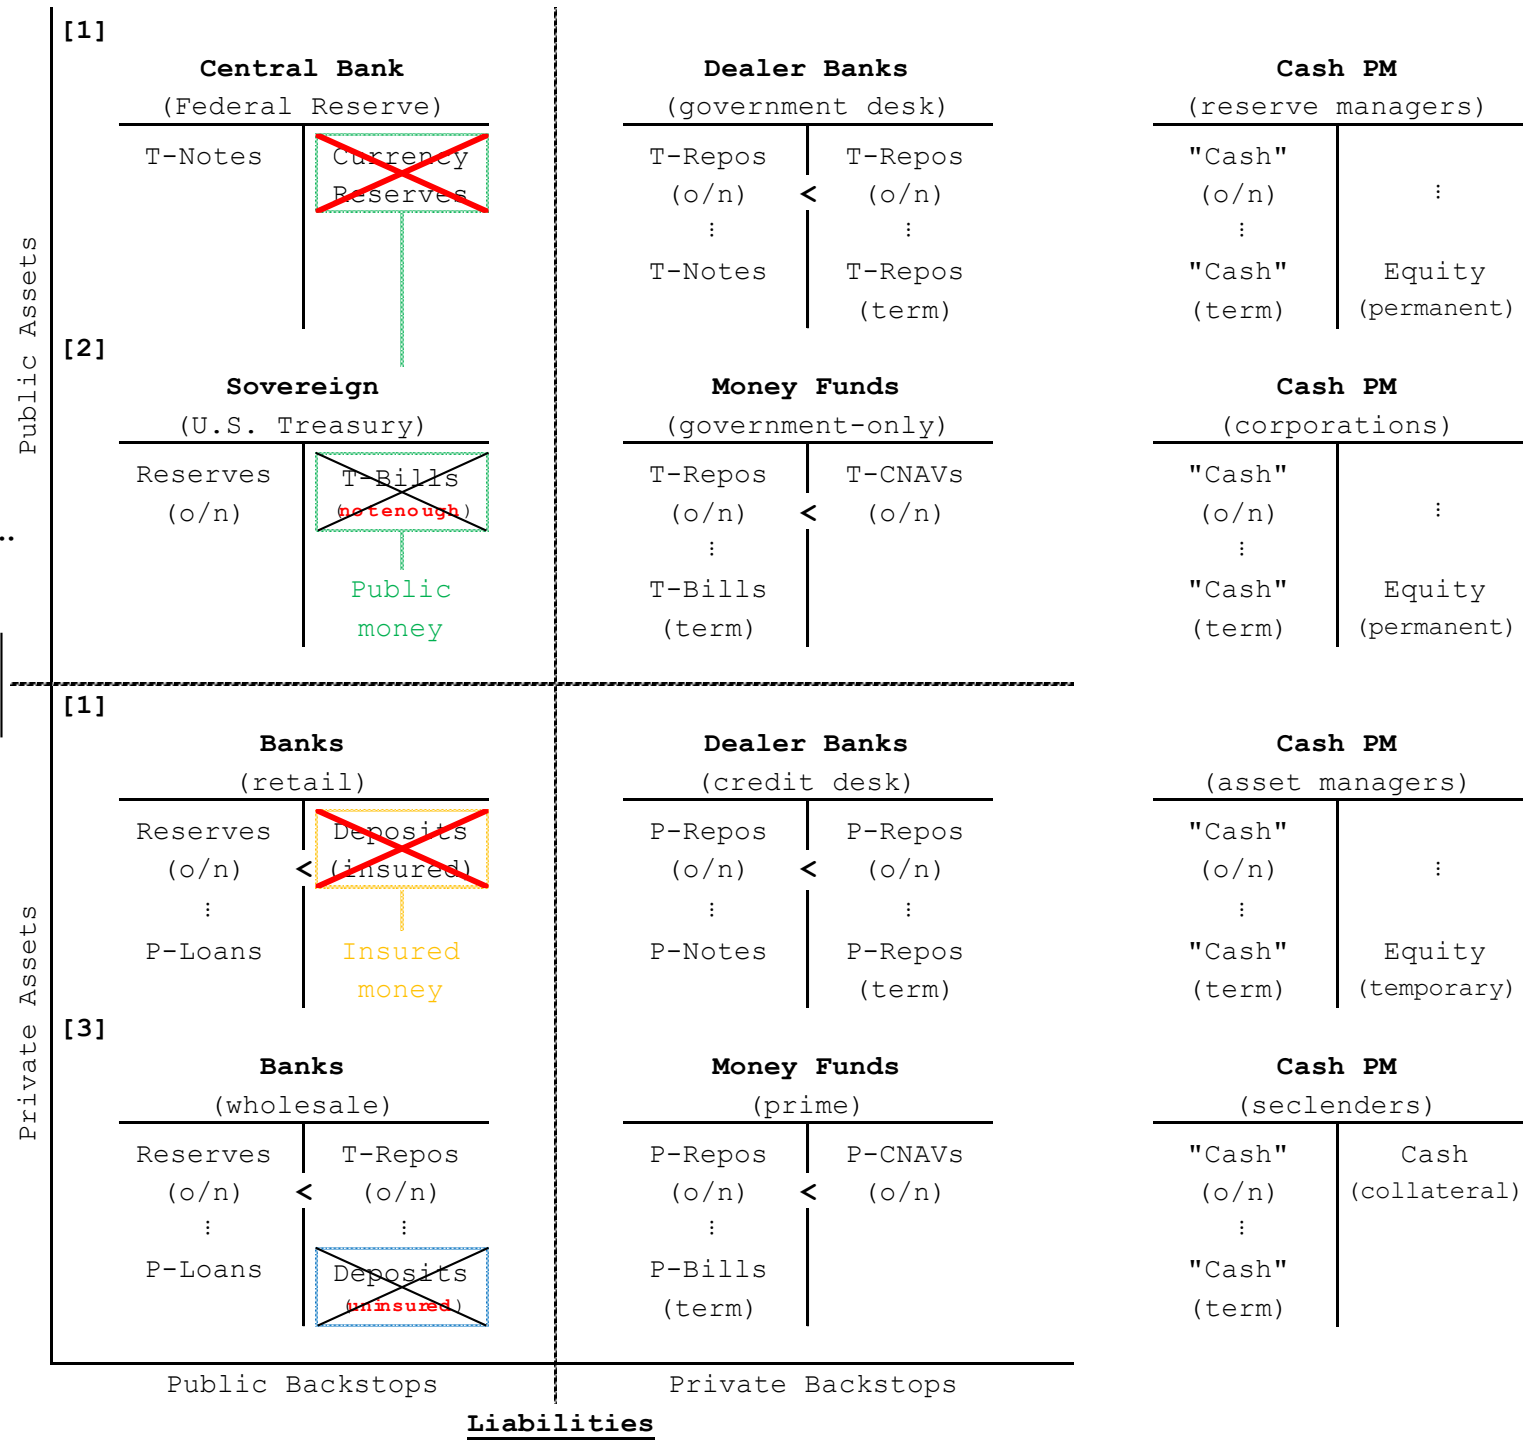 [1]
Central Bank
(Federal Reserve)
T-Notes
Currency
Reserves
Dealer Banks
(government desk)
T-Repos T-Repos
(o/n) < (o/n)
⋮ ⋮
T-Notes T-Repos
(term)
Cash PM
(reserve managers)
"Cash"
(o/n) ⋮
⋮
"Cash" Equity
(term) (permanent)
Public Assets
[2]
Sovereign
(U.S. Treasury)
Reserves T-Bills
(o/n) (not enough)
Public
money
Money Funds
(government-only)
T-Repos T-CNAVs
(o/n) < (o/n)
⋮
T-Bills
(term)
Cash PM
(corporations)
"Cash"
(o/n) ⋮
⋮
"Cash" Equity
(term) (permanent)
[1]
Banks
(retail)
Reserves Deposits
(o/n) < (insured)
⋮
P-Loans Insured
money
Dealer Banks
(credit desk)
P-Repos P-Repos
(o/n) < (o/n)
⋮ ⋮
P-Notes P-Repos
(term)
Cash PM
(asset managers)
"Cash"
(o/n) ⋮
⋮
"Cash" Equity
(term) (temporary)
Private Assets
[3]
Banks
(wholesale)
Reserves T-Repos
(o/n) < (o/n)
⋮ ⋮
P-Loans Deposits
(uninsured)
Money Funds
(prime)
P-Repos P-CNAVs
(o/n) < (o/n)
⋮
P-Bills
(term)
Cash PM
(seclenders)
"Cash" Cash
(o/n) (collateral)
⋮
"Cash"
(term)
Public Backstops Private Backstops
Liabilities